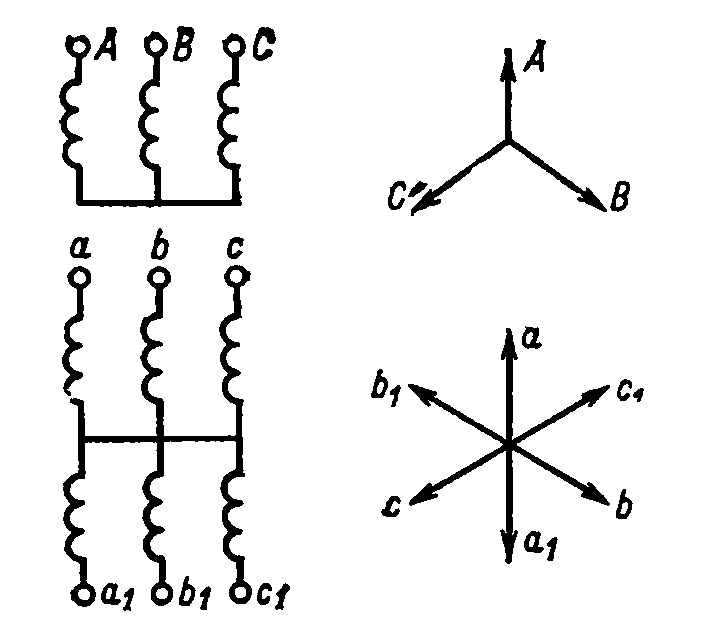 A B C
A
C B
a b c
a
b₁ c₁
c b
a₁
a₁ b₁ c₁